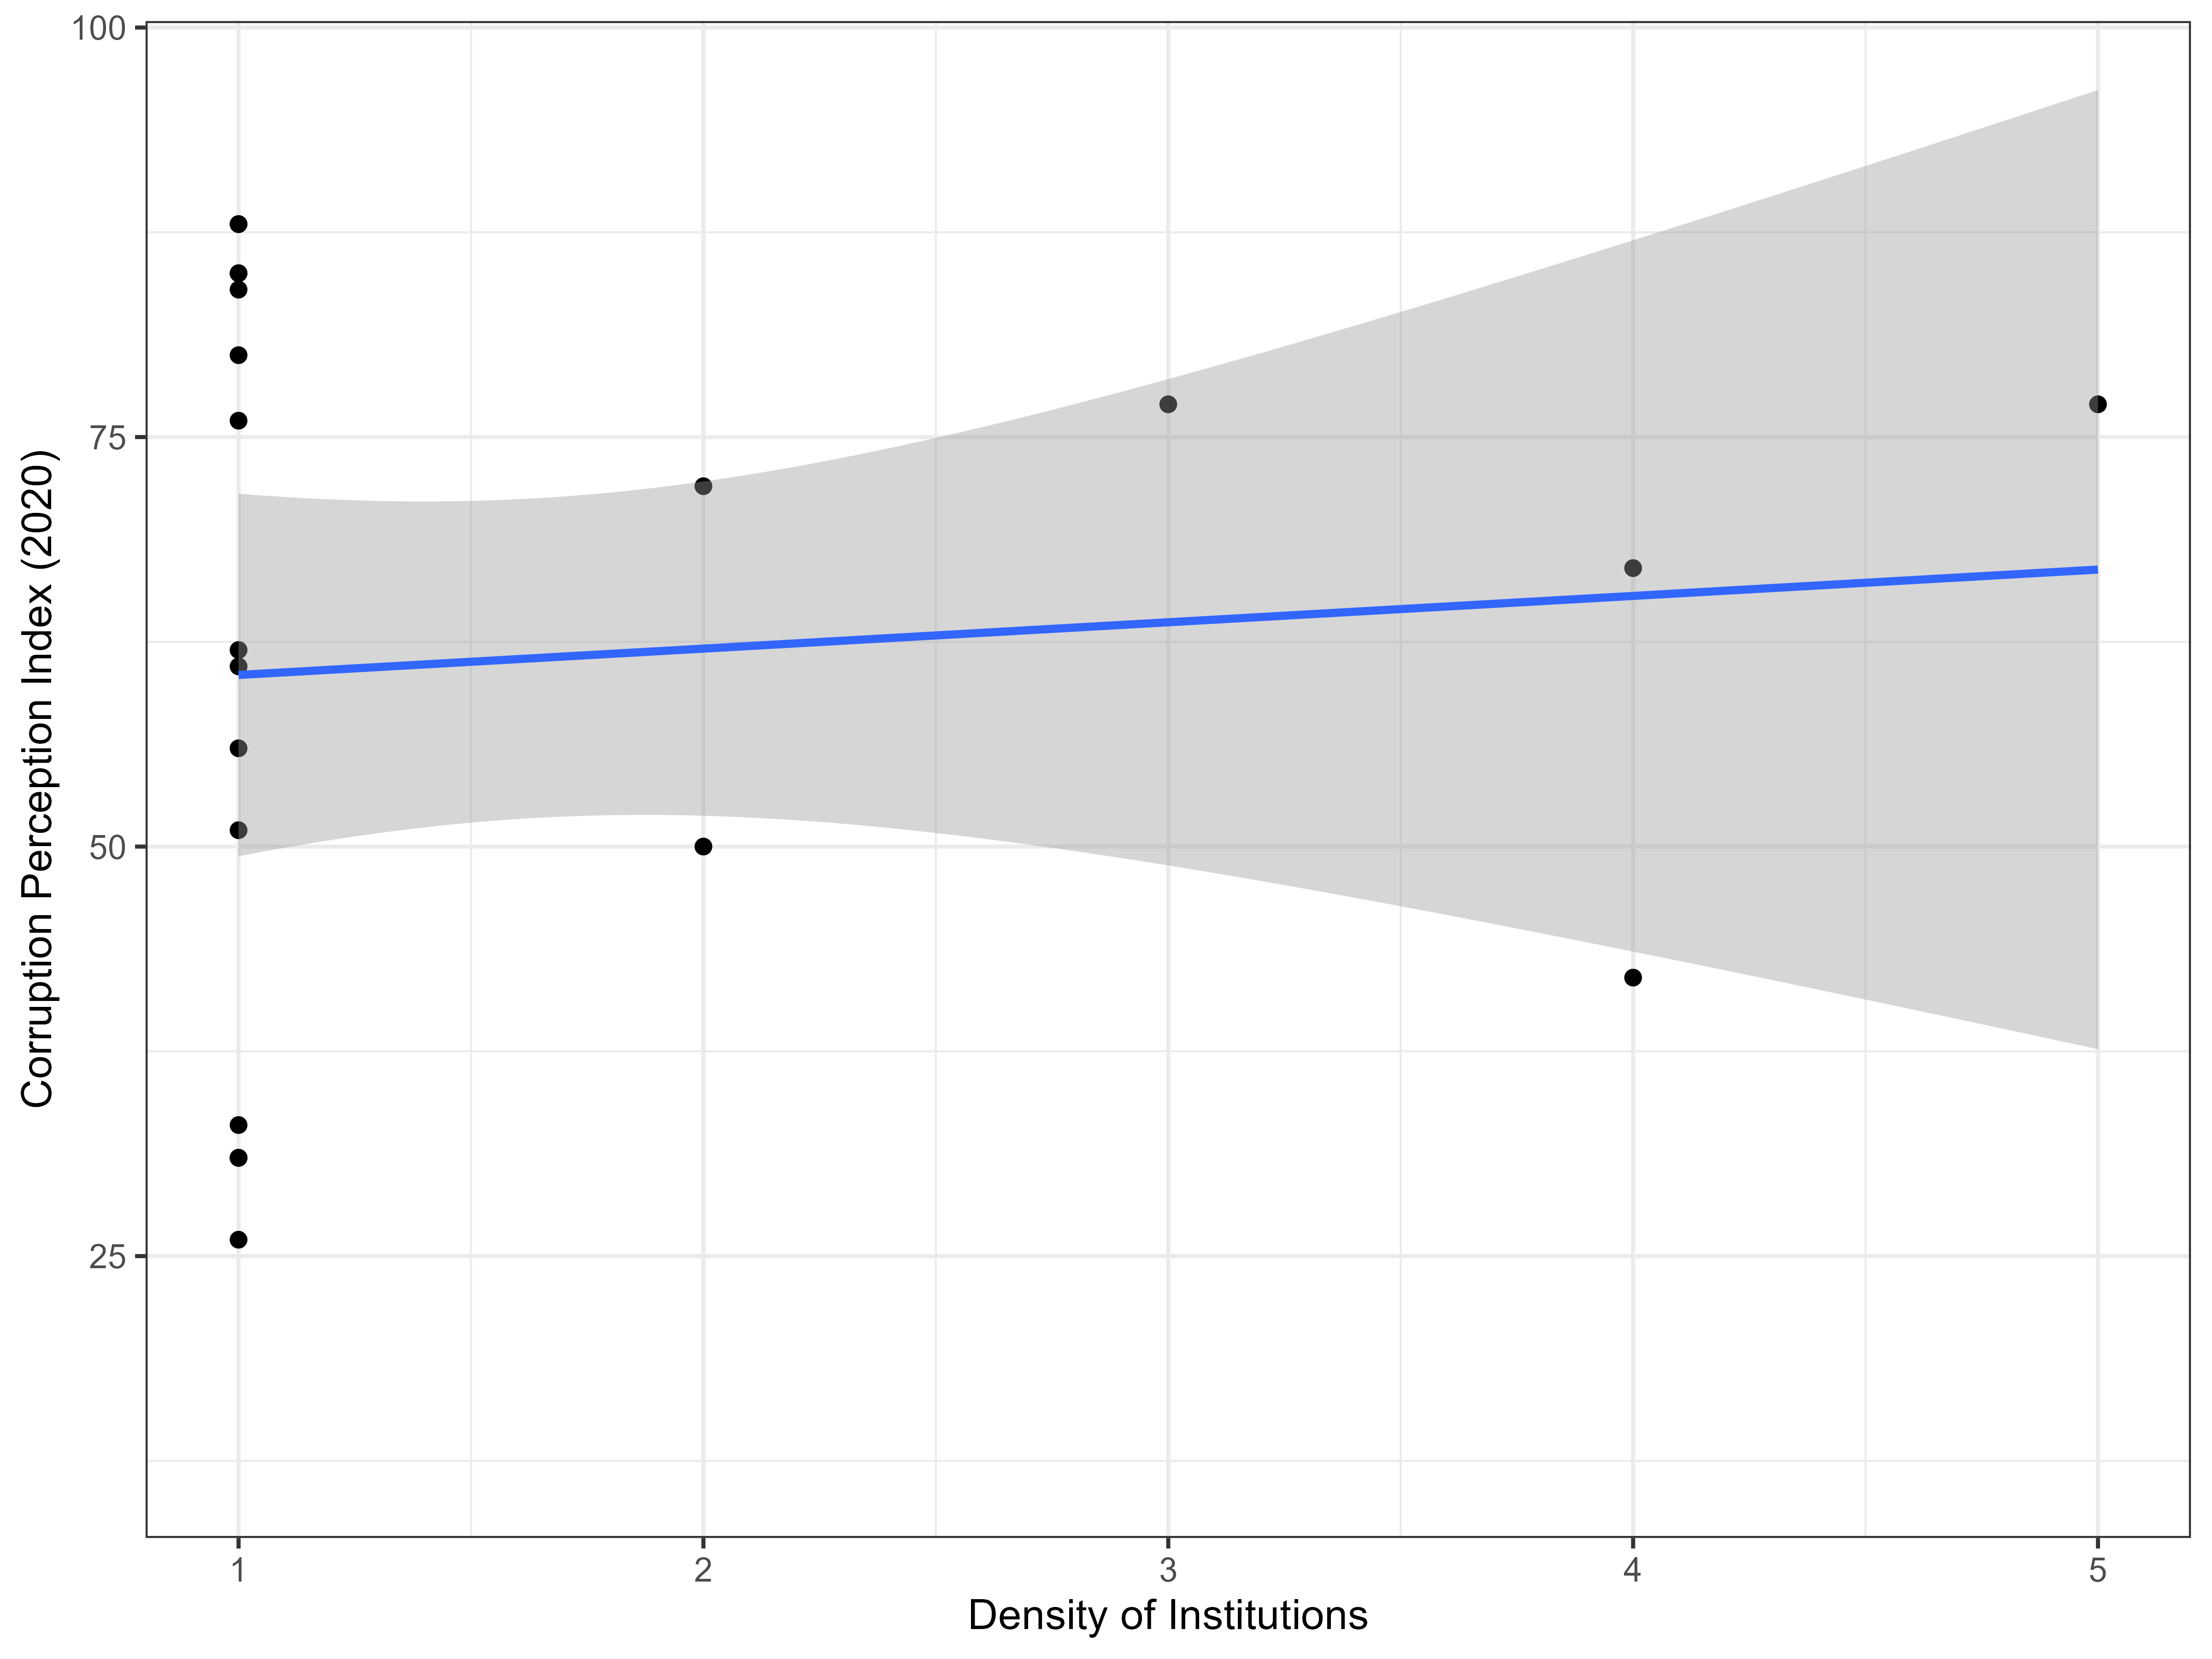 100
75
50
25
Corruption Perception Index (2020)
1 2 3 4 5
Density of Institutions